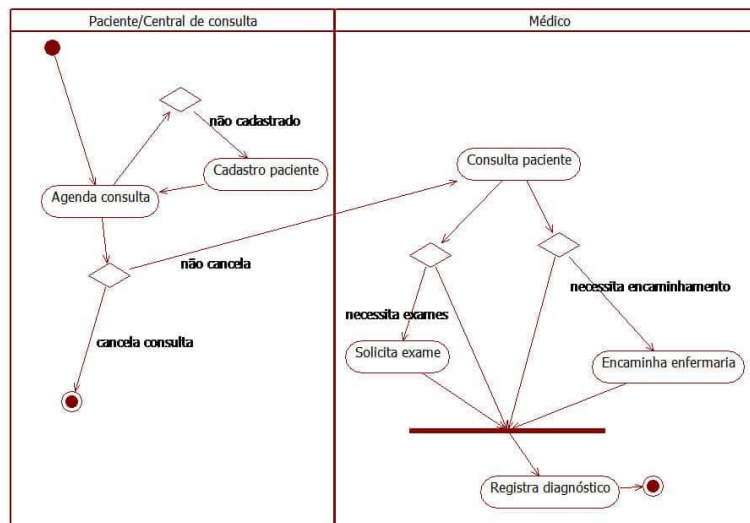 Paciente/Central de consulta
Médico
não cadastrado
Cadastro paciente
Agenda consulta
não cancela
cancela consulta
Consulta paciente
necessita encaminhamento
necessita exames
Solicita exame
Encaminha enfermaria
Registra diagnóstico